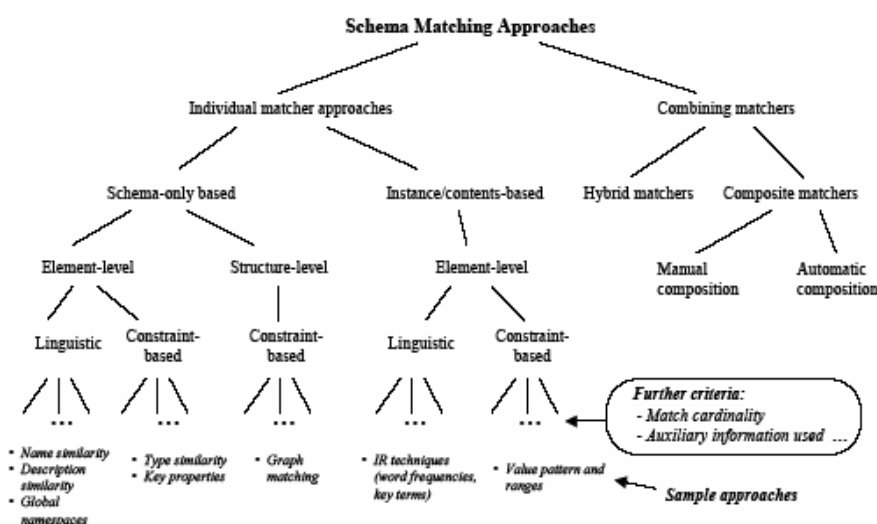 Schema Matching Approaches
Individual matcher approaches
Combining matchers
Schema-only based
Instance/contents-based
Hybrid matchers
Composite matchers
Element-level
Structure-level
Element-level
Manual
composition
Automatic
composition
Linguistic
Constraint-
based
Constraint-
based
Linguistic
Constraint-
based
Further criteria:
- Match cardinality
- Auxiliary information used ...
...
...
...
...
...
• Name similarity
• Description
similarity
• Global
namespaces
• Type similarity
• Key properties
• Graph
matching
• IR techniques
(word frequencies,
key terms)
• Value pattern and
ranges
Sample approaches